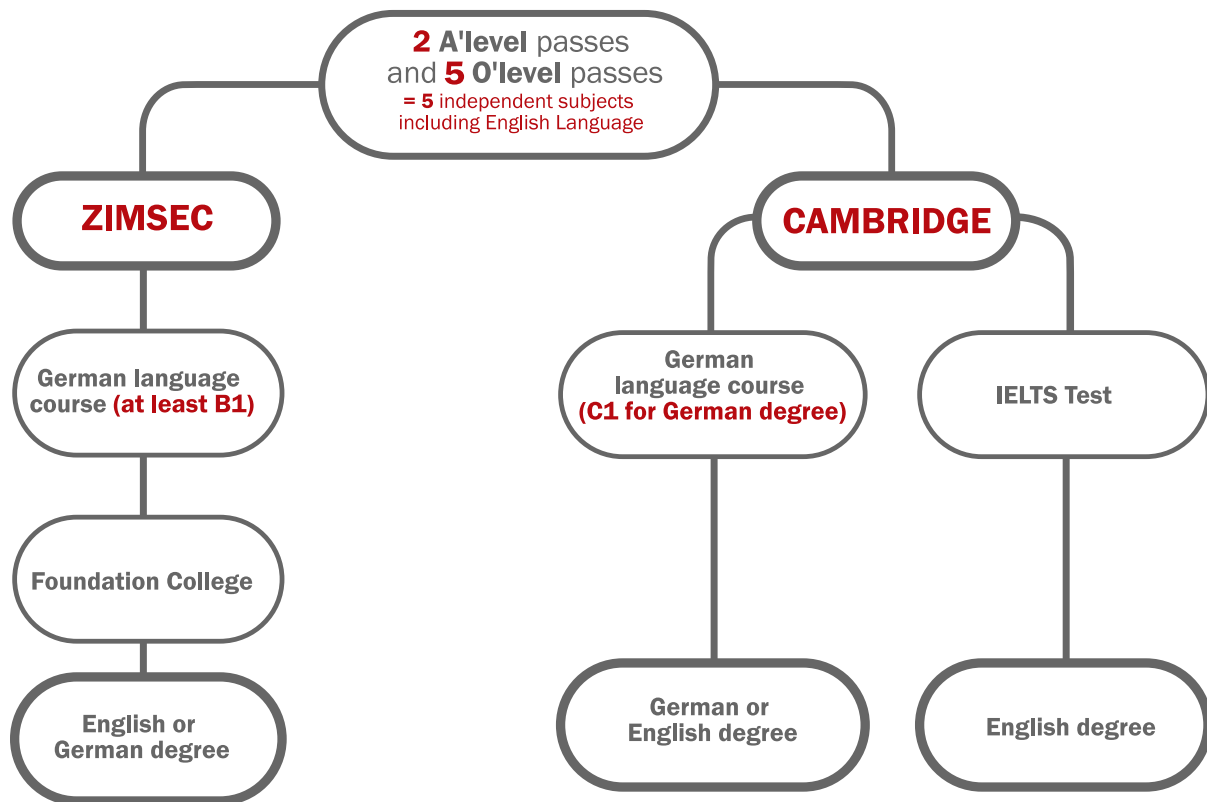 2 A'level passes
and 5 O'level passes
= 5 independent subjects
including English Language
ZIMSEC
CAMBRIDGE
German language
course (at least B1)
German
language course
(C1 for German degree)
IELTS Test
Foundation College
English or
German degree
German or
English degree
English degree